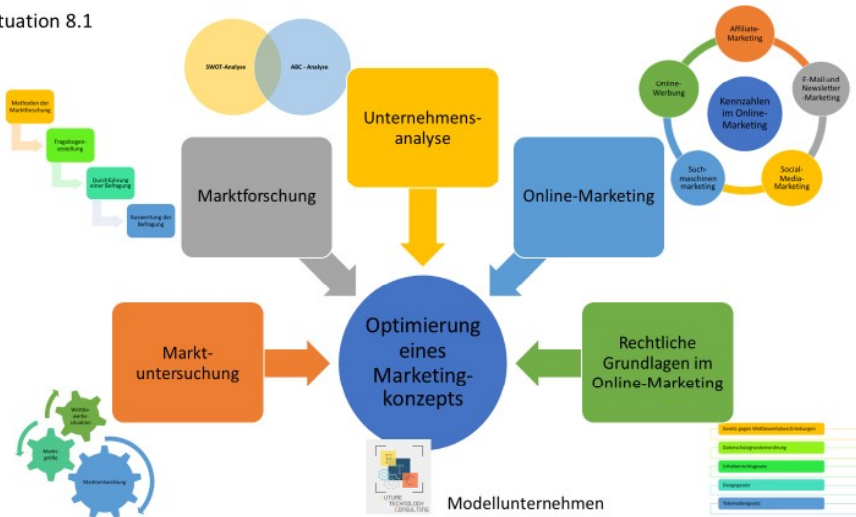 tuation 8.1
SWOT-Analyse
ABC - Analyse
Methoden der
Marktforschung
Fragebogen-
erstellung
Durchführung
einer Befragung
Auswertung der
Befragung
Marktforschung
Unternehmens-
analyse
Online-Marketing
Affiliate-
Marketing
E-Mail und
Newsletter
-Marketing
Social-
Media-
Marketing
Such-
maschinen
marketing
Online-
Werbung
Kennzahlen
im Online-
Marketing
Markt-
untersuchung
Optimierung
eines
Marketing-
konzepts
Rechtliche
Grundlagen im
Online-Marketing
Wettbe-
werbs-
situation
Markt-
größe
Marktentwicklung
FUTURE
TECHNOLOGY
CONSULTING
Modellunternehmen
Gesetz gegen Wettbewerbsbeschränkungen
Datenschutzgrundverordnung
Urheberrechtsgesetz
Designgesetz
Telemediengesetz